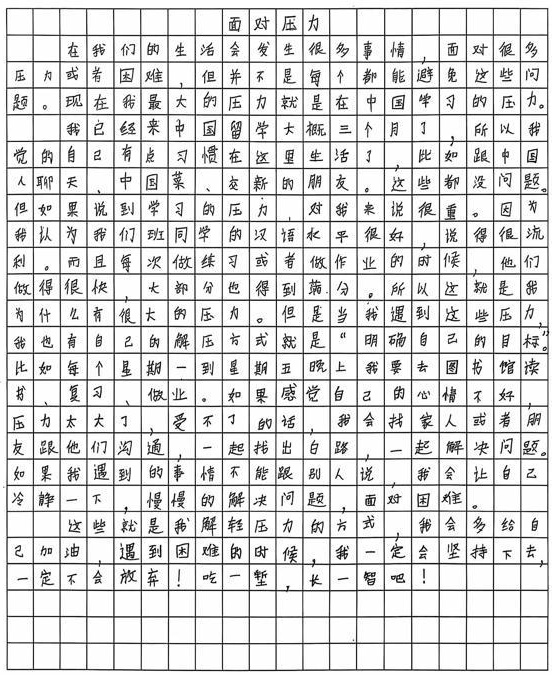 面对压力
在我们的生活会发生很多事情,面对很多
压力或者困难,但并不是每个都能避免这些问
题。现在我最大的压力就是在中国学习的压力。
我已经来中国留学大概三个月了,所以我
觉的自己有点习惯在这里生活了,比如跟中国
人聊天、中国菜、交新的朋友。这些都没问题。
但如果说到学习的压力,对我来说很重。因为
我认为我们班同学的汉语水平很好,说得很流
利。而且每次做练习或者做作业的时候,他们
做得很快,大部分也得到满分。所以这就是我
为什么有很大的压力。但是当我遇到这些压力,
我也有自己的解压方式就是“明确自己的目标”
比如每个星期一到星期五晚上我要去图书馆读
书、复习、做业。如果感觉自己的心情不好,
压力太大了,受不了的话,我会找家人或者朋
友跟他们沟通,一起找出白路,一起解决问题。
如果我遇到的事情不能跟别人说,我会让自己
冷静一下,慢慢的解决问题,面对困难。
这些就是我解轻压力的方式,我会多给自
己加油,遇到困难的时候,我一定会坚持下去,
一定不会放弃!吃一堑,长一智吧!